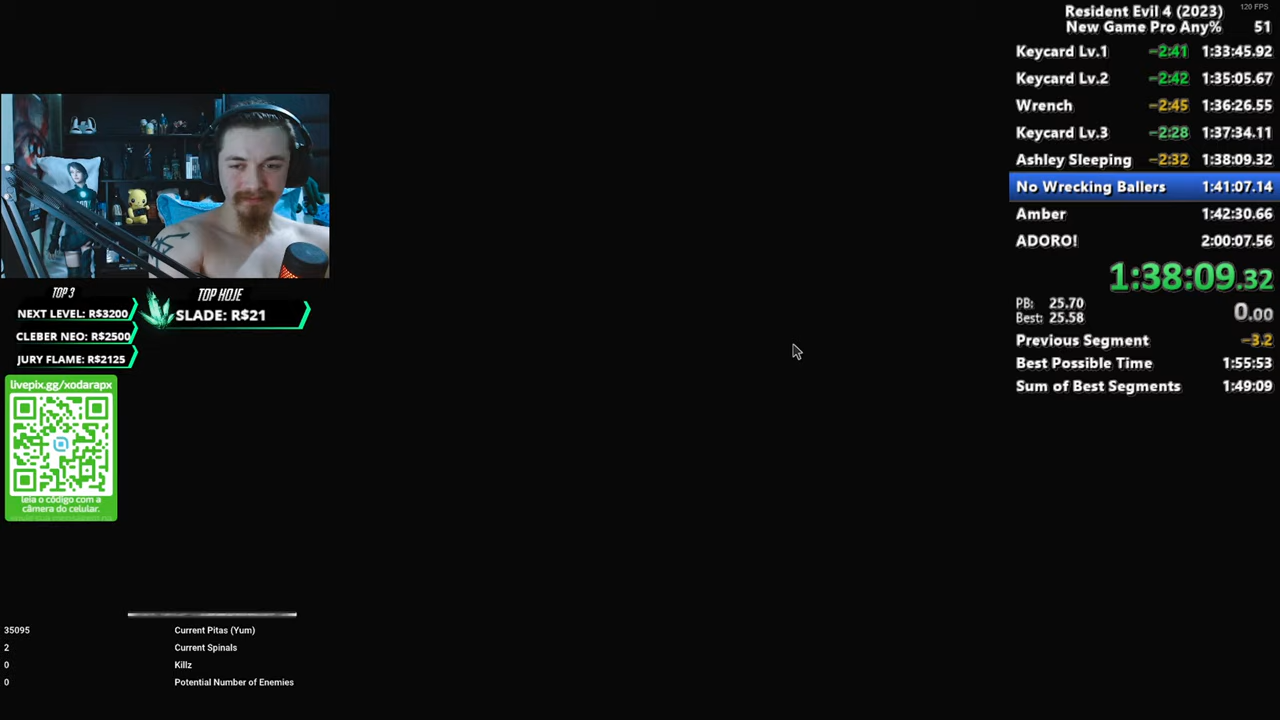 120 FPS
Resident Evil 4 (2023)
New Game Pro Any% 51
Keycard Lv.1 -2:41 1:33:45.92
Keycard Lv.2 -2:42 1:35:05.67
Wrench -2:45 1:36:26.55
Keycard Lv.3 -2:28 1:37:34.11
Ashley Sleeping -2:32 1:38:09.32
No Wrecking Ballers 1:41:07.14
Amber 1:42:30.66
ADORO! 2:00:07.56
1:38:09.32
PB: 25.70
Best: 25.58
0.00
Previous Segment -3.2
Best Possible Time 1:55:53
Sum of Best Segments 1:49:09
TOP 3
NEXT LEVEL: R$3200
CLEBER NEO: R$2500
JURY FLAME: R$2125
TOP HOJE
SLADE: R$21
livepix.gg/xodarapx
leia o código com a
câmera do celular.
35095 Current Pitas (Yum)
2 Current Spinals
0 Killz
0 Potential Number of Enemies